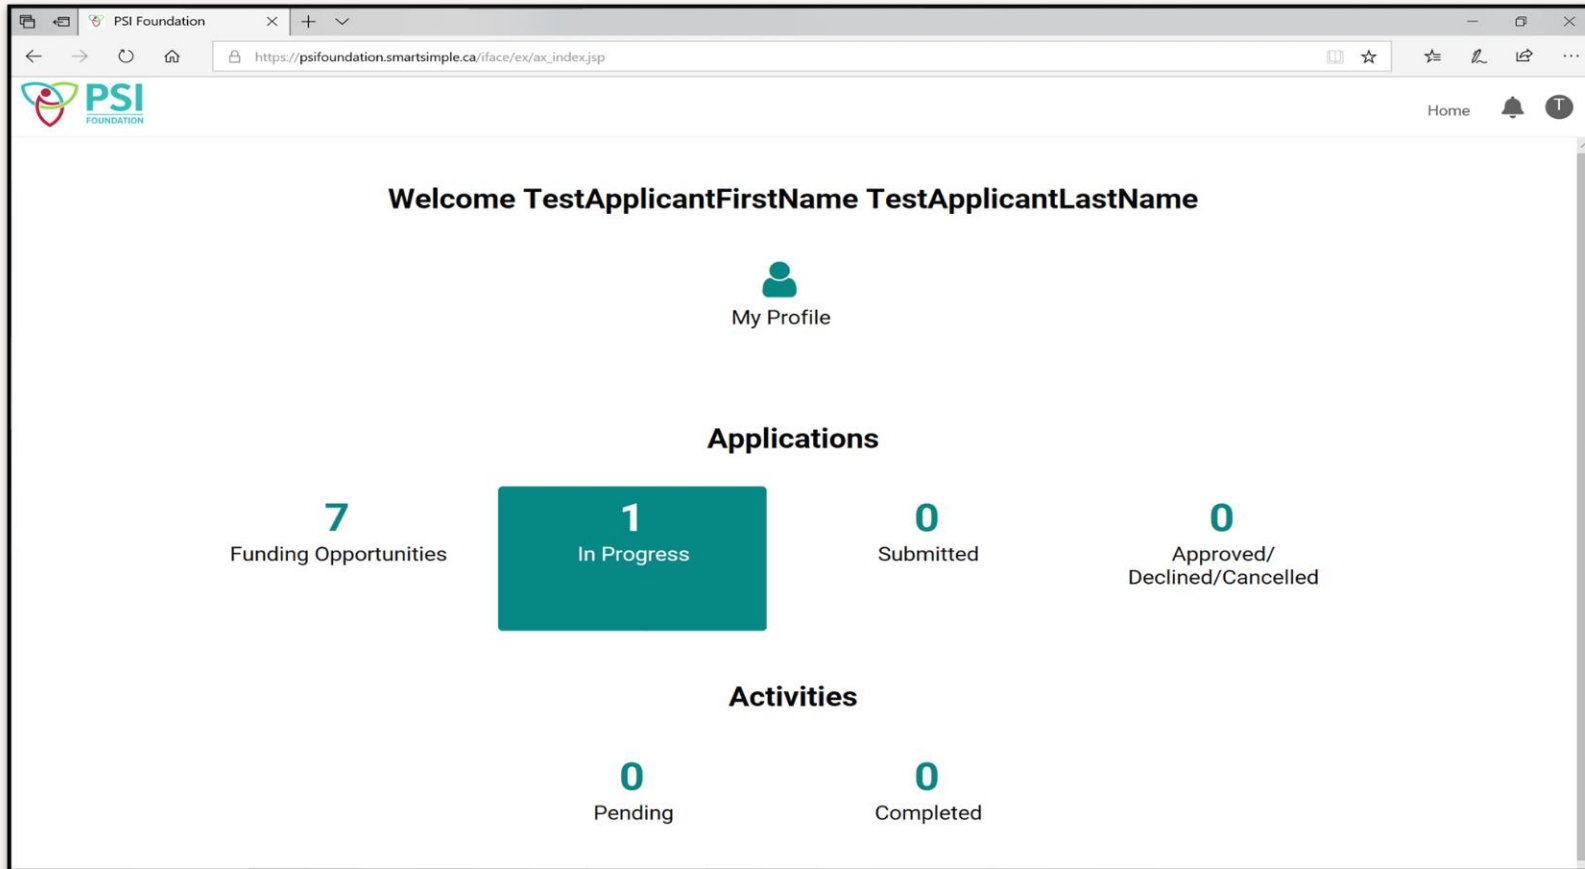 PSI Foundation
https://psifoundation.smartsimple.ca/iface/ex/ax_index.jsp
PSI
FOUNDATION
Home
T
Welcome TestApplicantFirstName TestApplicantLastName
My Profile
Applications
7
Funding Opportunities
1
In Progress
0
Submitted
0
Approved/
Declined/Cancelled
Activities
0
Pending
0
Completed